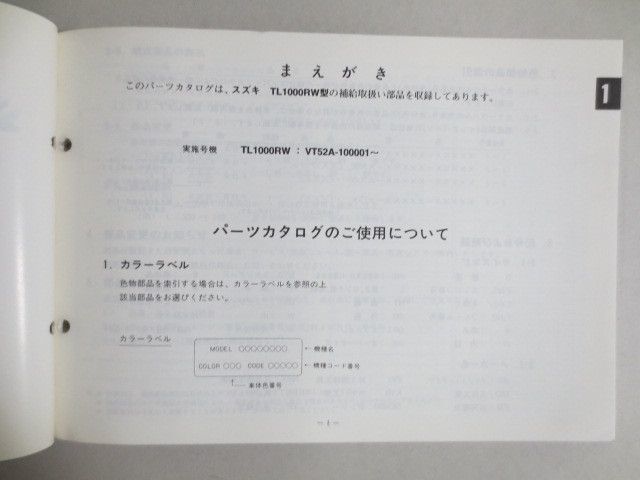 まえがき
このパーツカタログは、スズキ TL1000RW型の補給取扱い部品を収録してあります。
1
実施号機 TL1000RW : VT52A-100001～
パーツカタログのご使用について
1. カラーラベル
色物部品を索引する場合は、カラーラベルを参照の上
該当部品をお選びください。
カラーラベル
MODEL ○○○○○○○○ 機種名
COLOR ○○○ CODE ○○○○○ 機種コード番号
車体色番号
— 1 —